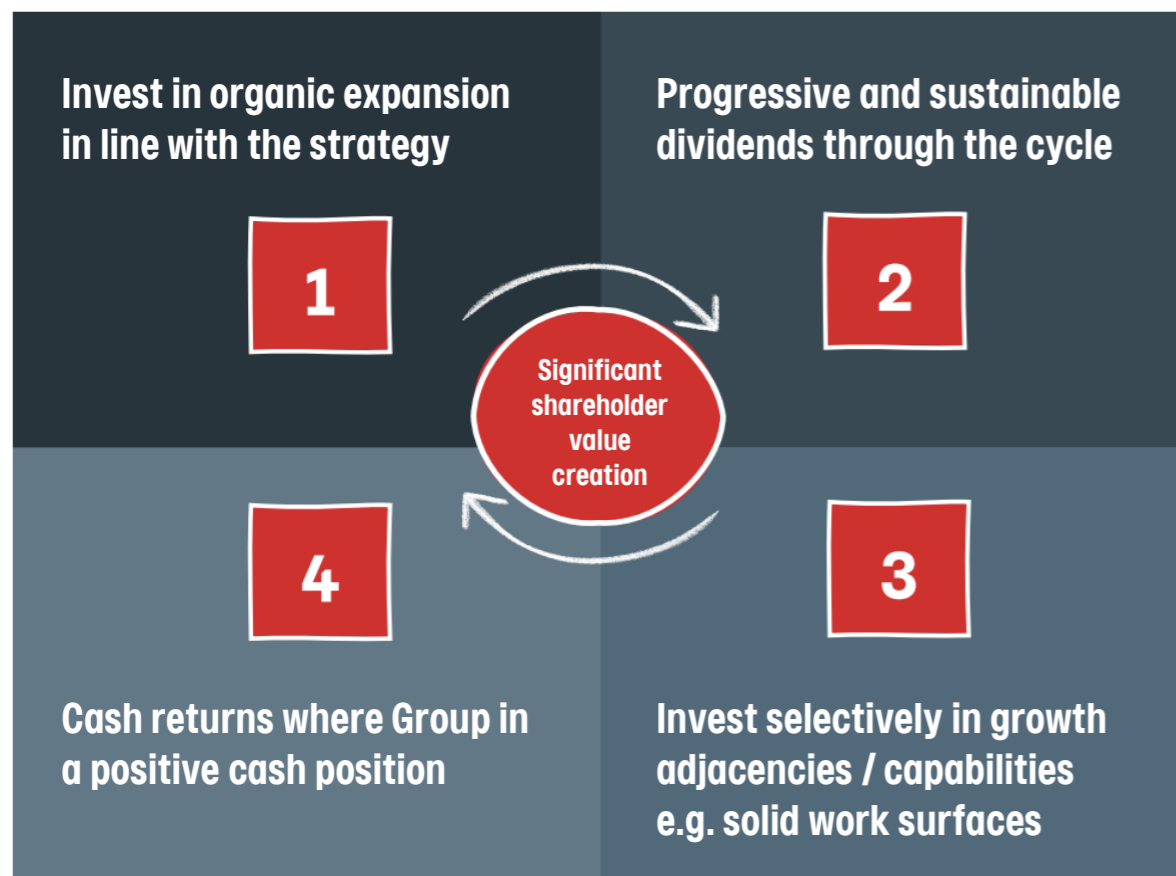 Invest in organic expansion
in line with the strategy
1
Progressive and sustainable
dividends through the cycle
2
Significant
shareholder
value
creation
3
Invest selectively in growth
adjacencies / capabilities
e.g. solid work surfaces
4
Cash returns where Group in
a positive cash position